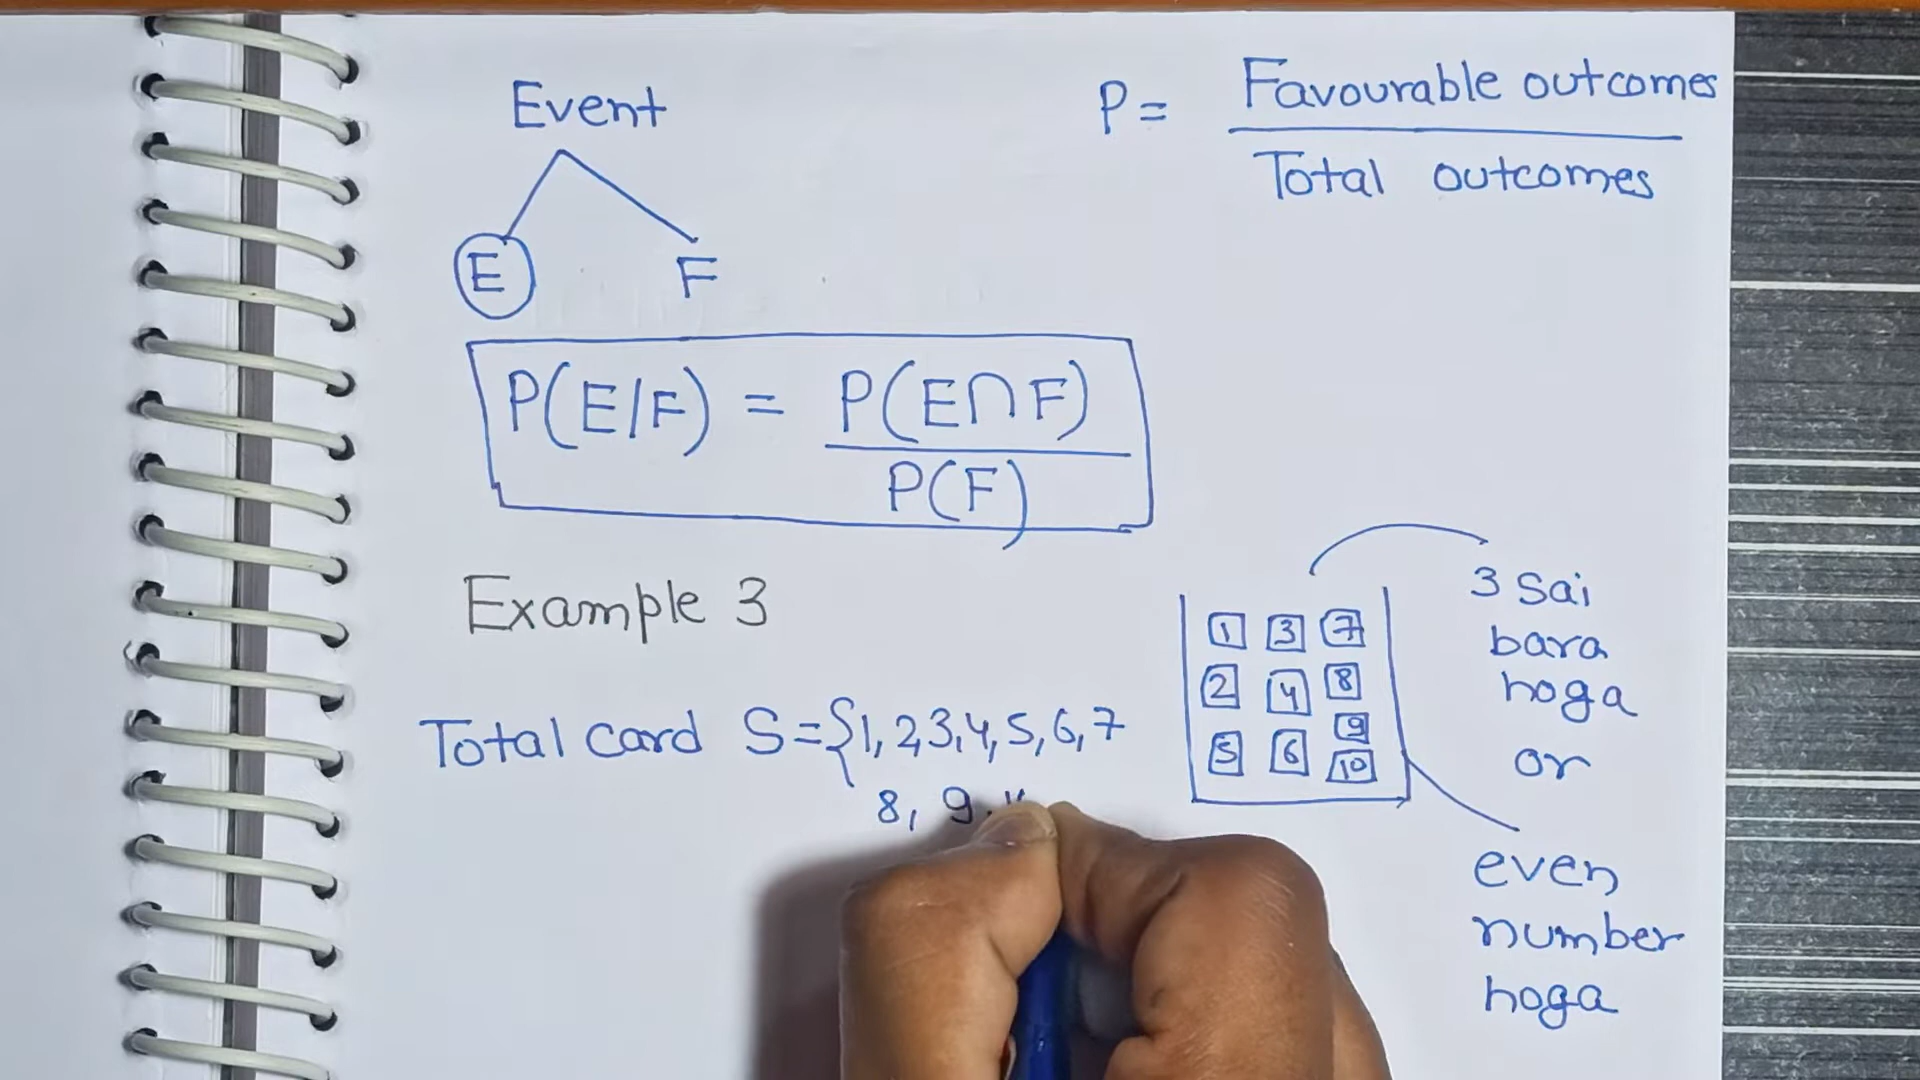 Event
P = Favourable outcomes
Total outcomes
E F
P(E/F) = P(E∩F)
P(F)
Example 3
Total card S={1,2,3,4,5,6,7
8, 9,
1 3 7
2 4 8
9
5 6 10
3 Sai
bara
hoga
or
even
number
hoga